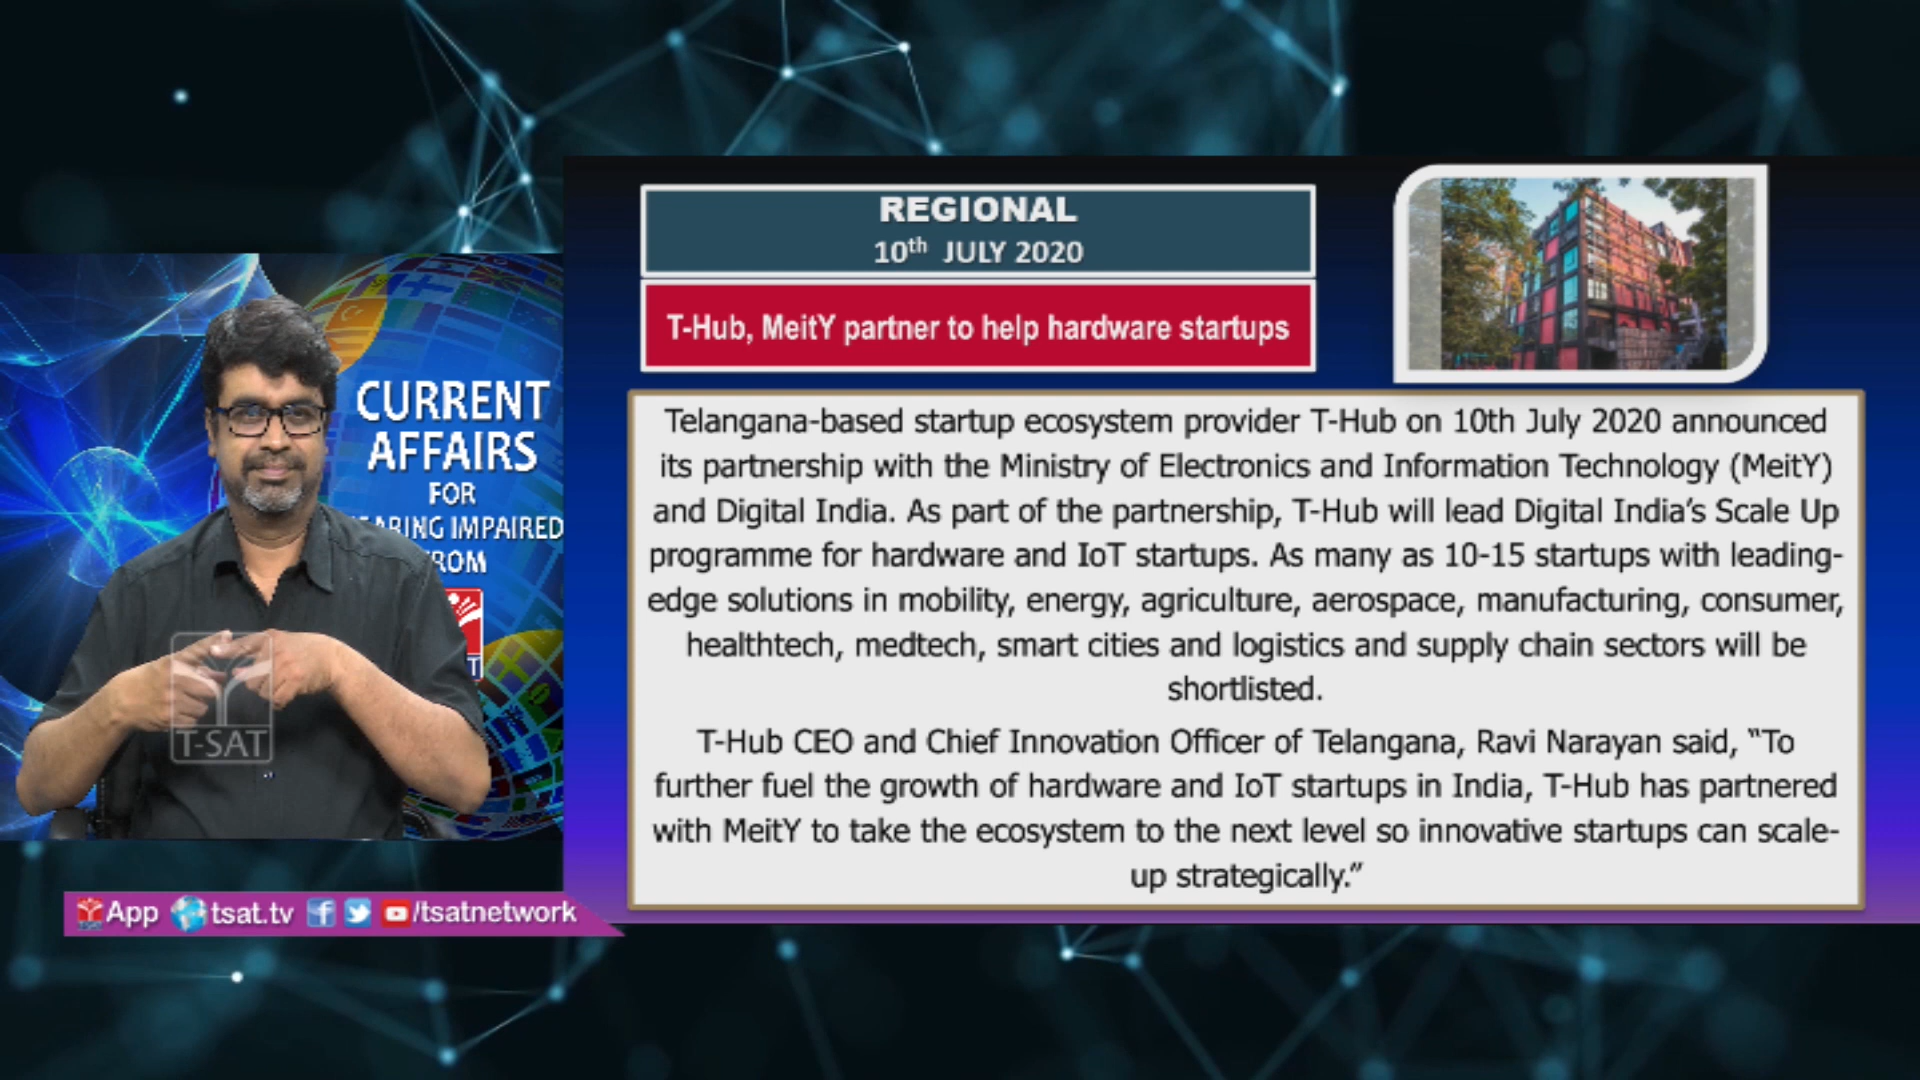 REGIONAL
10th JULY 2020
T-Hub, MeitY partner to help hardware startups
Telangana-based startup ecosystem provider T-Hub on 10th July 2020 announced
its partnership with the Ministry of Electronics and Information Technology (MeitY)
and Digital India. As part of the partnership, T-Hub will lead Digital India’s Scale Up
programme for hardware and IoT startups. As many as 10-15 startups with leading-
edge solutions in mobility, energy, agriculture, aerospace, manufacturing, consumer,
healthtech, medtech, smart cities and logistics and supply chain sectors will be
shortlisted.
T-Hub CEO and Chief Innovation Officer of Telangana, Ravi Narayan said, “To
further fuel the growth of hardware and IoT startups in India, T-Hub has partnered
with MeitY to take the ecosystem to the next level so innovative startups can scale-
up strategically.”
CURRENT
AFFAIRS
FOR
IMPAIRED
T-SAT
App tsat.tv /tsatnetwork